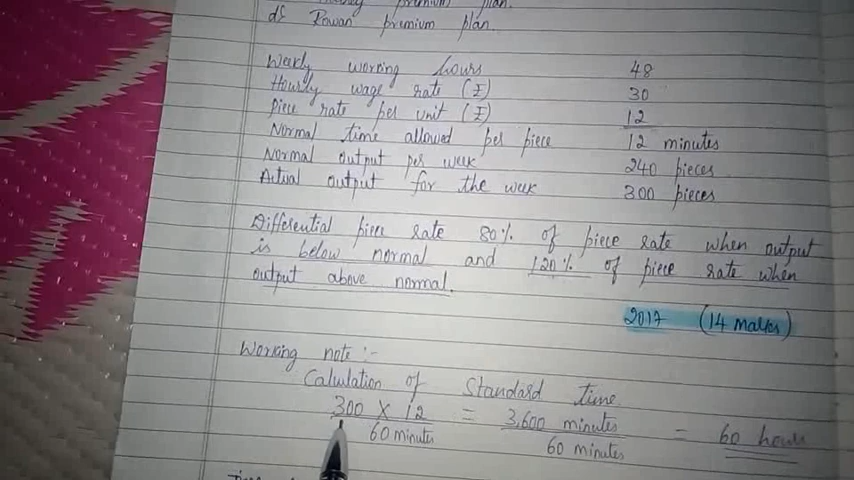 premium plan.
d& Rowan premium plan.
Weekly working hours 48
Hourly wage rate (₹) 30
Piece rate per unit (₹) 12
Normal time allowed per piece 12 minutes
Normal output per week 240 pieces
Actual output for the week 300 pieces
Differential piece rate 80% of piece rate when output
is below normal and 120% of piece rate when
output above normal.
2017 (14 marks)
Working note :-
Calculation of standard time
300 X 12 = 3,600 minutes = 60 hours
60 minutes 60 minutes